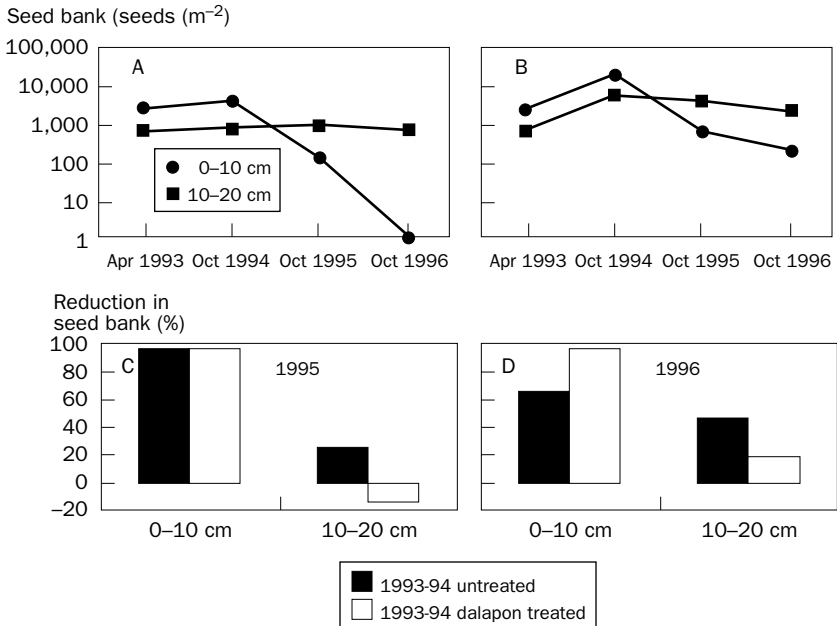 Seed bank (seeds (m–2)
100,000
10,000
1,000
100
10
1
A
0–10 cm
10–20 cm
Apr 1993 Oct 1994 Oct 1995 Oct 1996
B
Apr 1993 Oct 1994 Oct 1995 Oct 1996
Reduction in
seed bank (%)
100
80
60
40
20
0
–20
C 1995
0–10 cm 10–20 cm
D 1996
0–10 cm 10–20 cm
1993-94 untreated
1993-94 dalapon treated